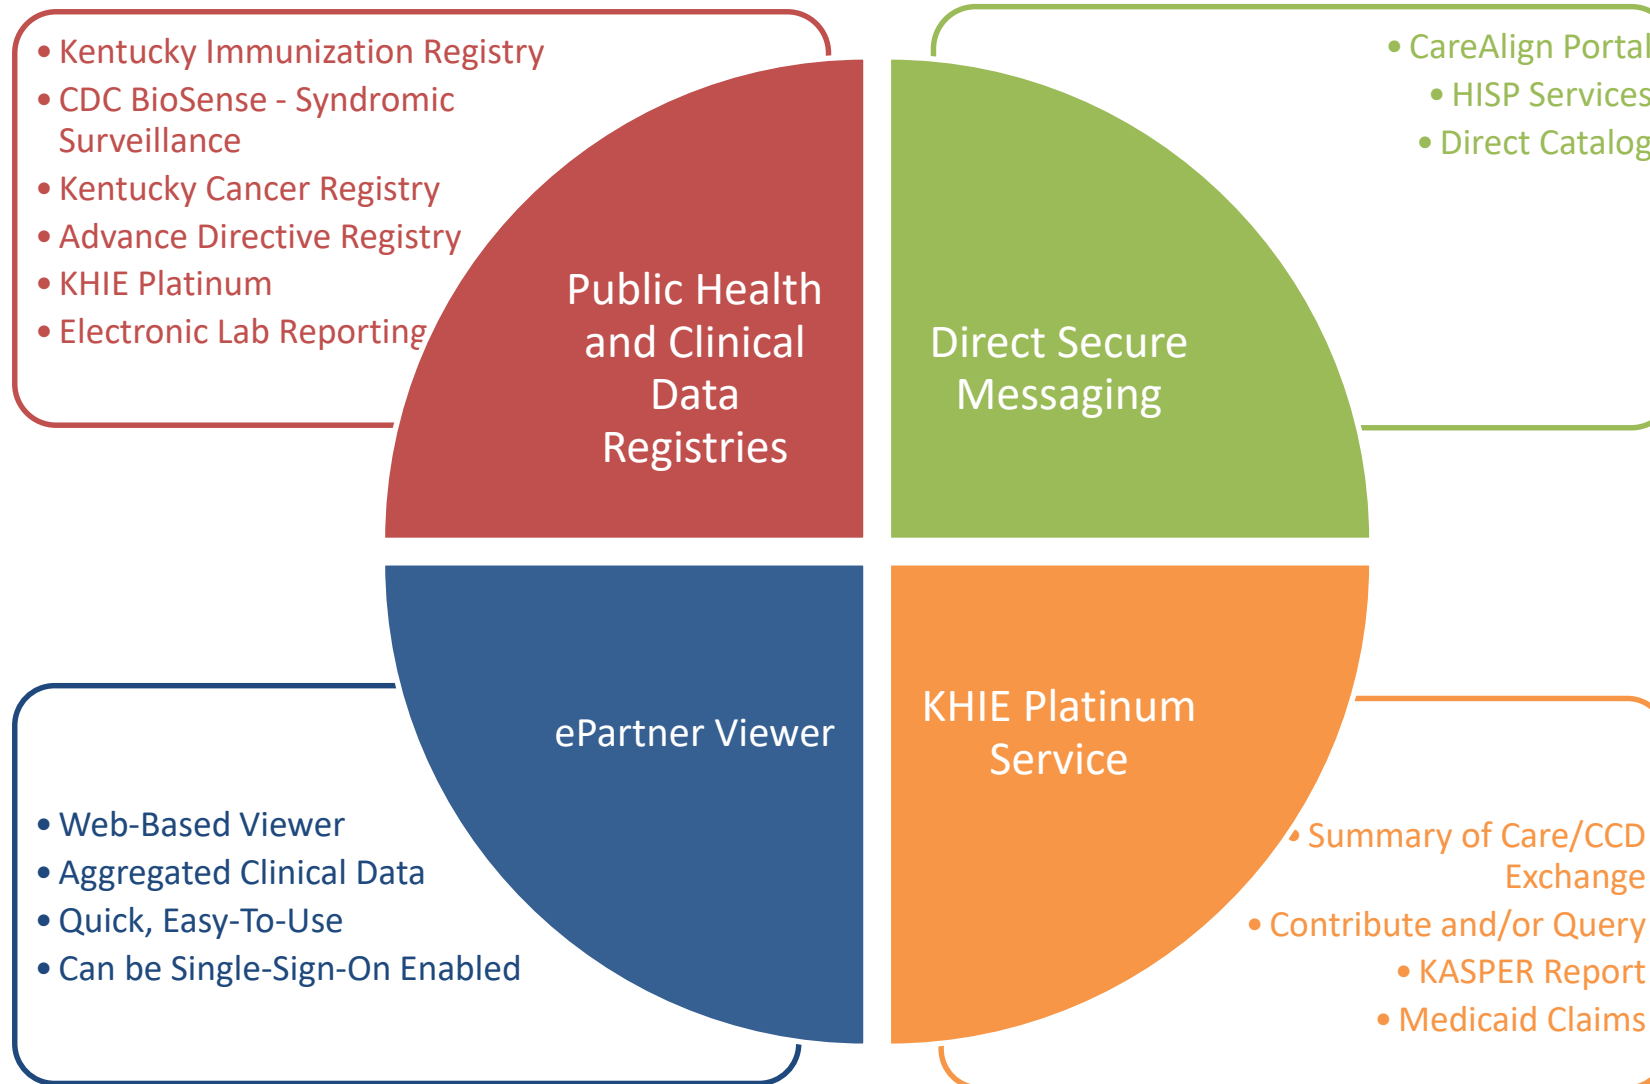 • Kentucky Immunization Registry
• CDC BioSense - Syndromic
Surveillance
• Kentucky Cancer Registry
• Advance Directive Registry
• KHIE Platinum
• Electronic Lab Reporting
Public Health
and Clinical
Data
Registries
• CareAlign Portal
• HISP Services
• Direct Catalog
Direct Secure
Messaging
ePartner Viewer
• Web-Based Viewer
• Aggregated Clinical Data
• Quick, Easy-To-Use
• Can be Single-Sign-On Enabled
KHIE Platinum
Service
• Summary of Care/CCD
Exchange
• Contribute and/or Query
• KASPER Report
• Medicaid Claims